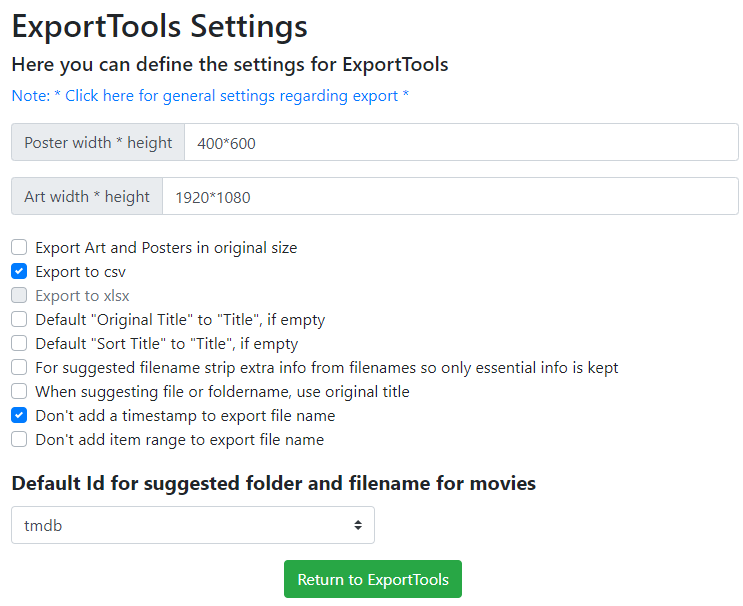 ExportTools Settings
Here you can define the settings for ExportTools
Note: * Click here for general settings regarding export *
Poster width * height 400*600
Art width * height 1920*1080
Export Art and Posters in original size
Export to csv
Export to xlsx
Default "Original Title" to "Title", if empty
Default "Sort Title" to "Title", if empty
For suggested filename strip extra info from filenames so only essential info is kept
When suggesting file or foldername, use original title
Don't add a timestamp to export file name
Don't add item range to export file name
Default Id for suggested folder and filename for movies
tmdb
Return to ExportTools